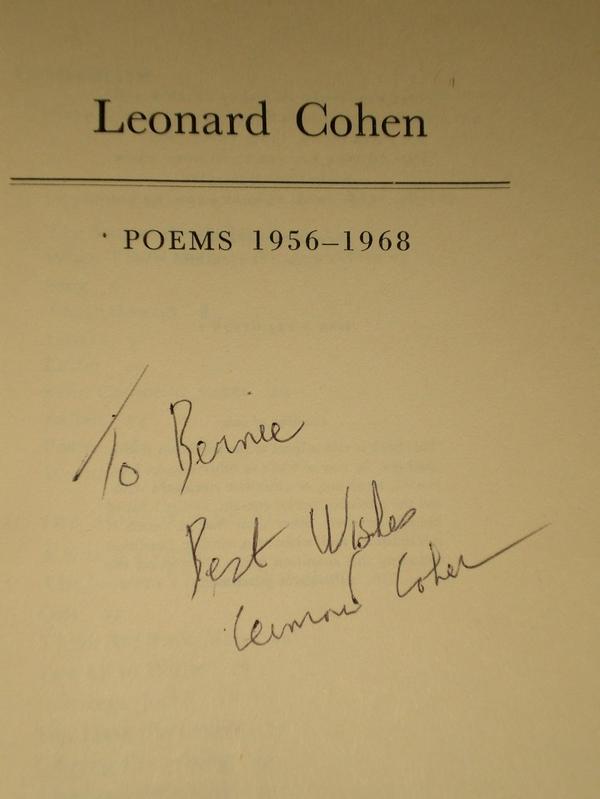 Leonard Cohen
POEMS 1956–1968
To Bernie
Best Wishes
Leonard Cohen